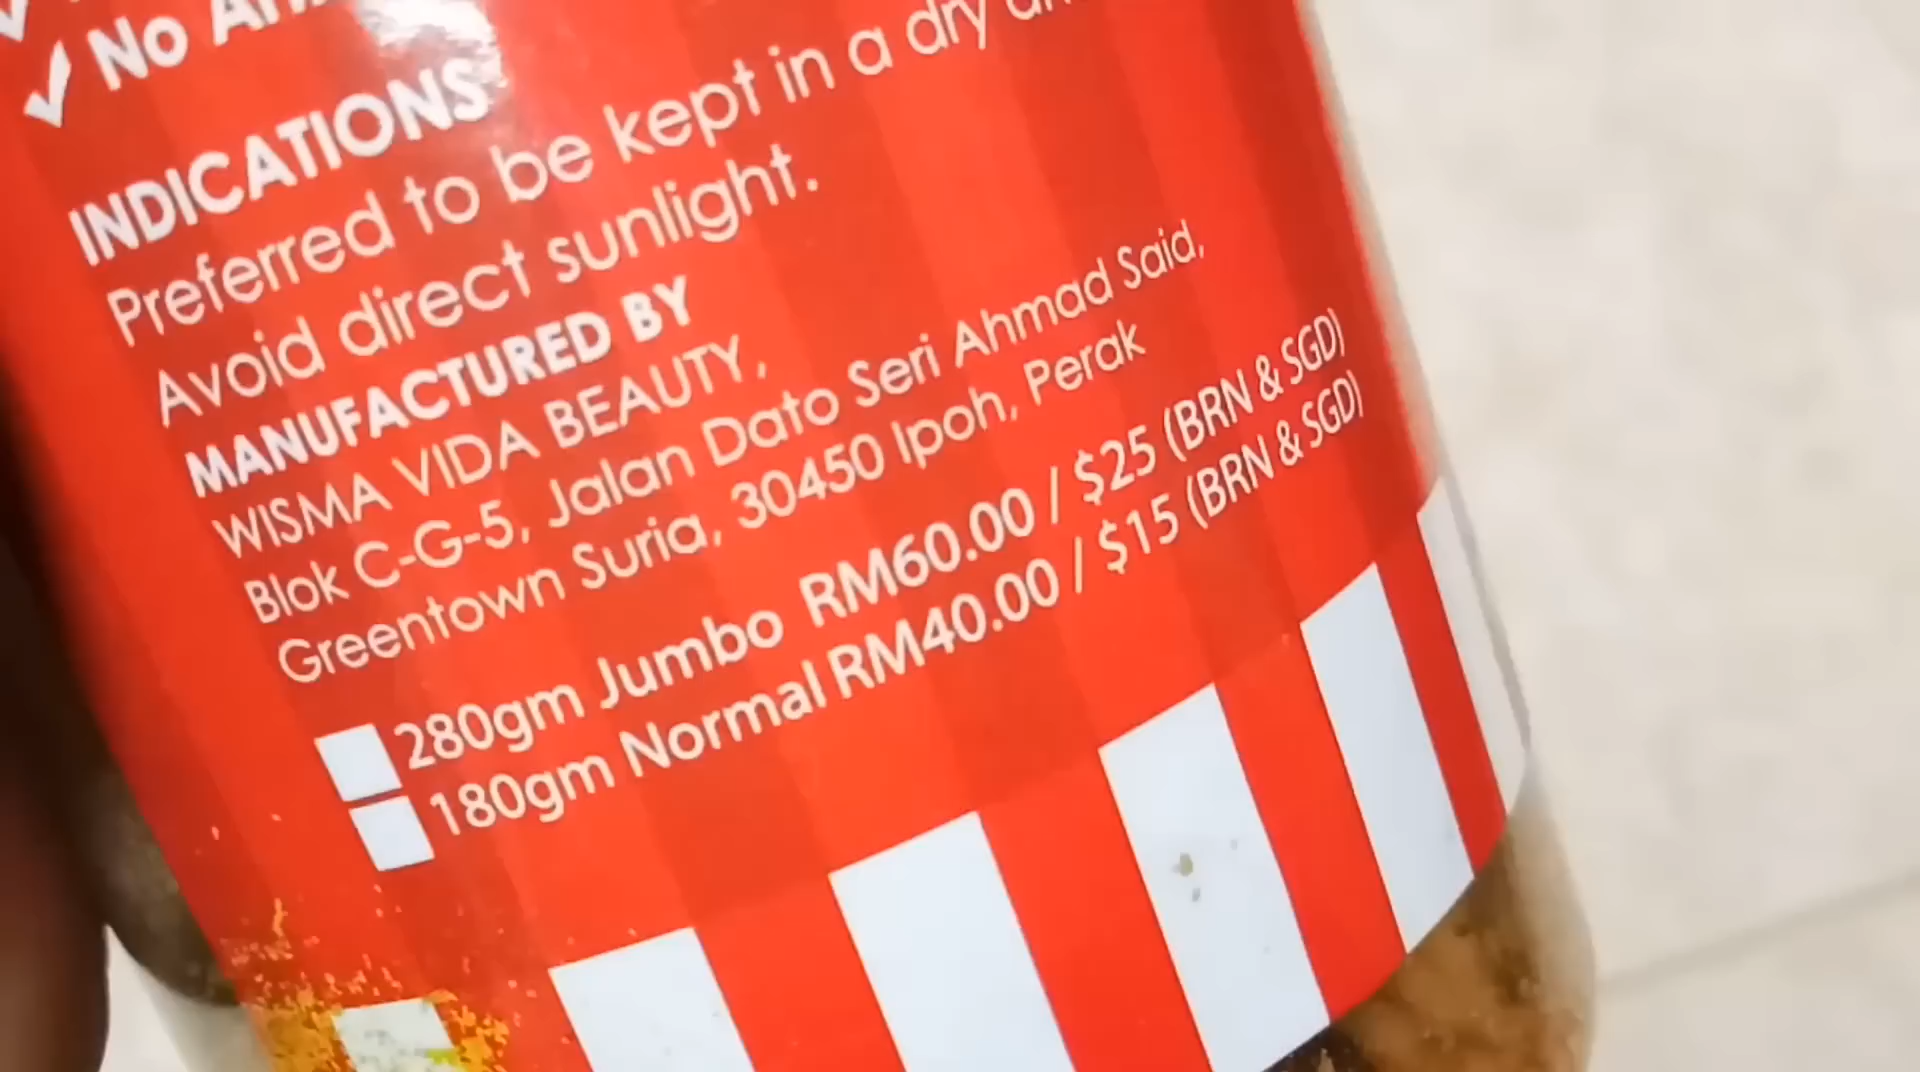 No
INDICATIONS
Preferred to be kept in a dry
Avoid direct sunlight.
MANUFACTURED BY
WISMA VIDA BEAUTY,
Blok C-G-5, Jalan Dato Seri Ahmad Said,
Greentown Suria, 30450 Ipoh, Perak
280gm Jumbo RM60.00 / $25 (BRN & SGD)
180gm Normal RM40.00 / $15 (BRN & SGD)